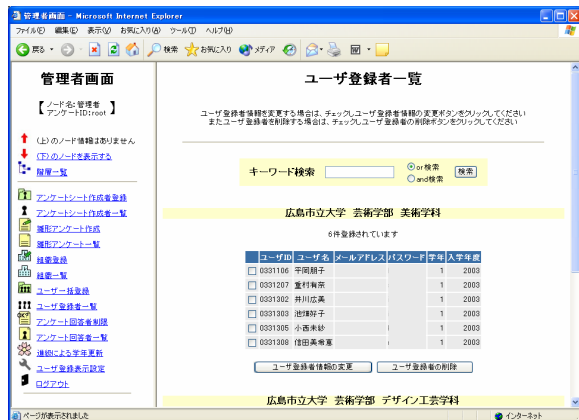 管理者画面 - Microsoft Internet Explorer
ファイル(F) 編集(E) 表示(V) お気に入り(A) ツール(T) ヘルプ(H)
戻る 検索 お気に入り メディア
管理者画面
【 ノード名:管理者
アンケートID:root 】
(上)のノード情報はありません
(下)のノードを表示する
階層一覧
アンケートシート作成者登録
アンケートシート作成者一覧
雛形アンケート作成
雛形アンケート一覧
組織登録
組織一覧
ユーザ一括登録
ユーザ登録者一覧
アンケート回答者制限
アンケート回答者一覧
進級による学年更新
ユーザ登録表示設定
ログアウト
ユーザ登録者一覧
ユーザ登録者情報を変更する場合は、チェックしユーザ登録者情報の変更ボタンをクリックしてください
またユーザ登録者を削除する場合は、チェックしユーザ登録者の削除ボタンをクリックしてください
キーワード検索 or検索 and検索 検索
広島市立大学 芸術学部 美術学科
6件登録されています
ユーザID ユーザ名 メールアドレス パスワード 学年 入学年度
0331106 平岡朋子 1 2003
0331207 重村有奈 1 2003
0331302 井川広美 1 2003
0331303 池畑好子 1 2003
0331305 小西未紗 1 2003
0331308 信田美希恵 1 2003
ユーザ登録者情報の変更 ユーザ登録者の削除
広島市立大学 芸術学部 デザイン工芸学科
ページが表示されました インターネット